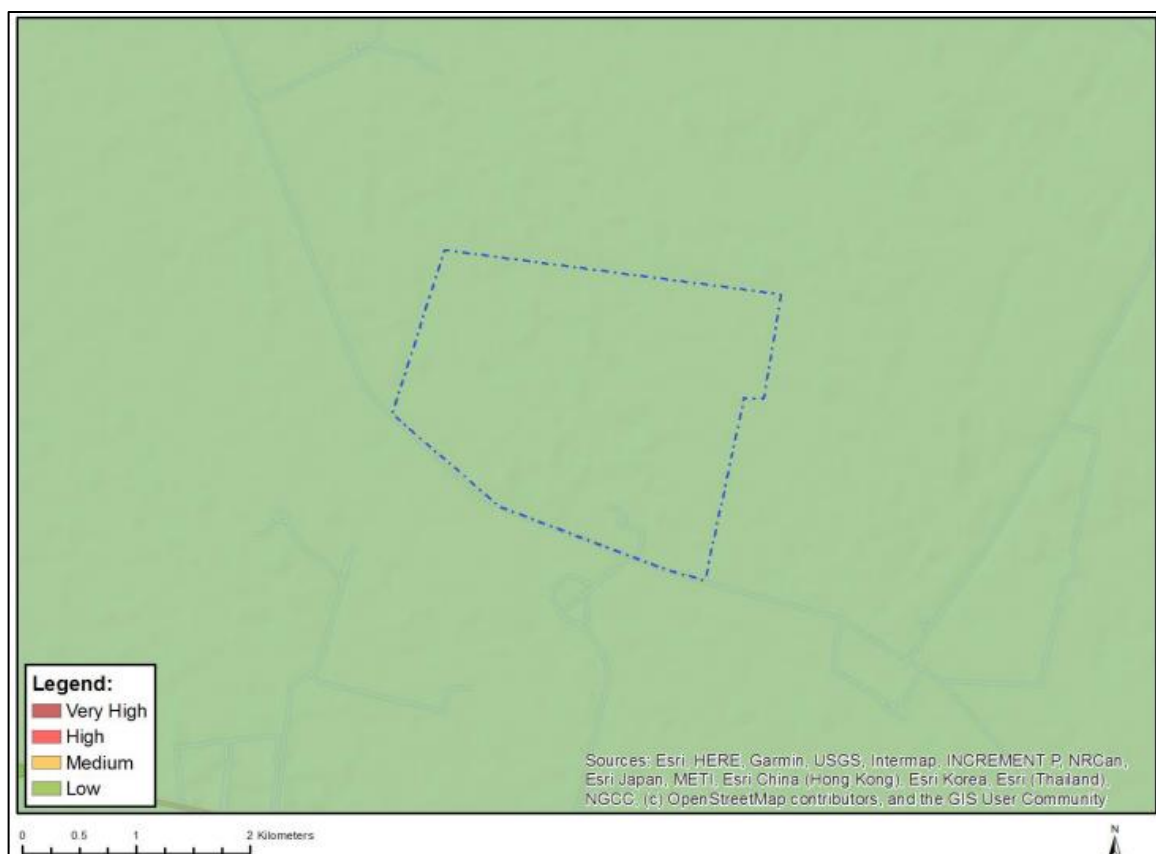 Legend:
Very High
High
Medium
Low
Sources: Esri, HERE, Garmin, USGS, Intermap, INCREMENT P, NRCan,
Esri Japan, METI, Esri China (Hong Kong), Esri Korea, Esri (Thailand),
NGCC, (c) OpenStreetMap contributors, and the GIS User Community
0 0.5 1 2 Kilometers
N